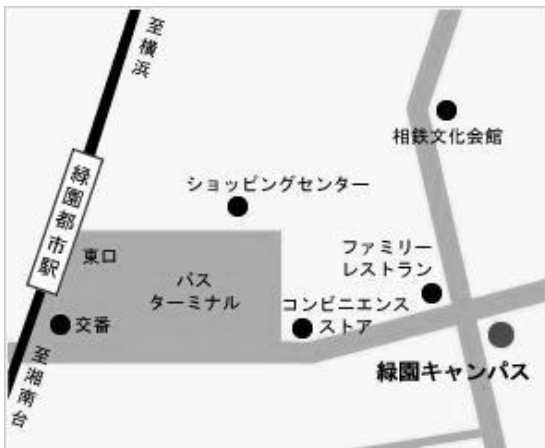 至横浜
相鉄文化会館
緑園都市駅
ショッピングセンター
東口
バス
ターミナル
ファミリー
レストラン
コンビニエンス
ストア
交番
至湘南台
緑園キャンパス